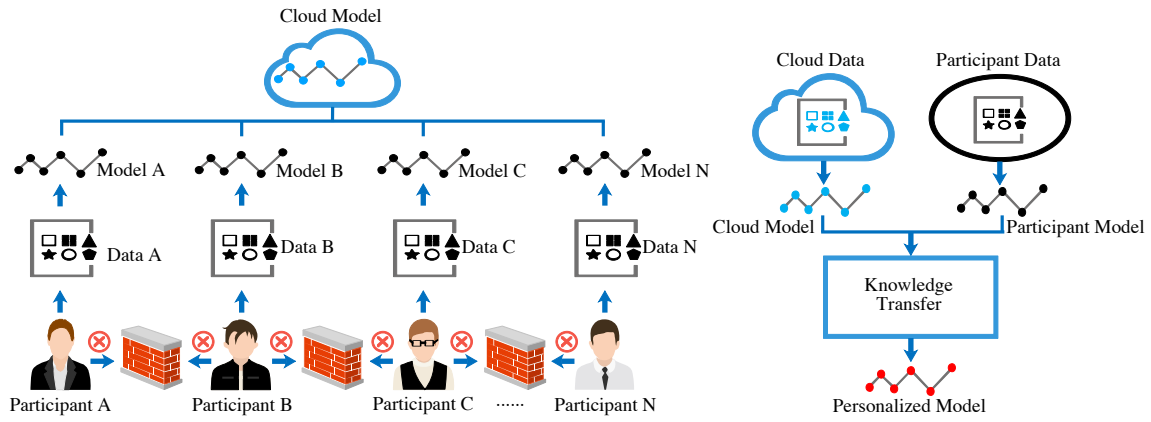 Cloud Model
Model A
Model B
Model C
Model N
Data A
Data B
Data C
Data N
Participant A
Participant B
Participant C
......
Participant N
Cloud Data
Participant Data
Cloud Model
Participant Model
Knowledge
Transfer
Personalized Model